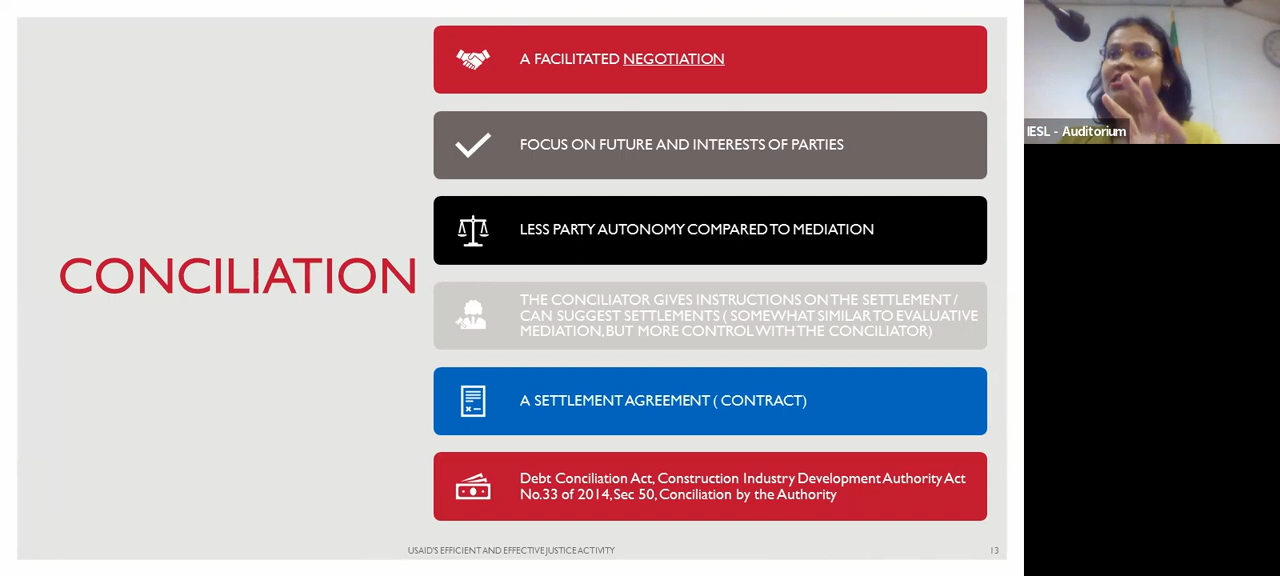 A FACILITATED NEGOTIATION
FOCUS ON FUTURE AND INTERESTS OF PARTIES
LESS PARTY AUTONOMY COMPARED TO MEDIATION
CONCILIATION
THE CONCILIATOR GIVES INSTRUCTIONS ON THE SETTLEMENT /
CAN SUGGEST SETTLEMENTS ( SOMEWHAT SIMILAR TO EVALUATIVE
MEDIATION, BUT MORE CONTROL WITH THE CONCILIATOR)
A SETTLEMENT AGREEMENT ( CONTRACT)
Debt Conciliation Act, Construction Industry Development Authority Act
No.33 of 2014, Sec 50, Conciliation by the Authority
USAID'S EFFICIENT AND EFFECTIVE JUSTICE ACTIVITY
13
IESL - Auditorium